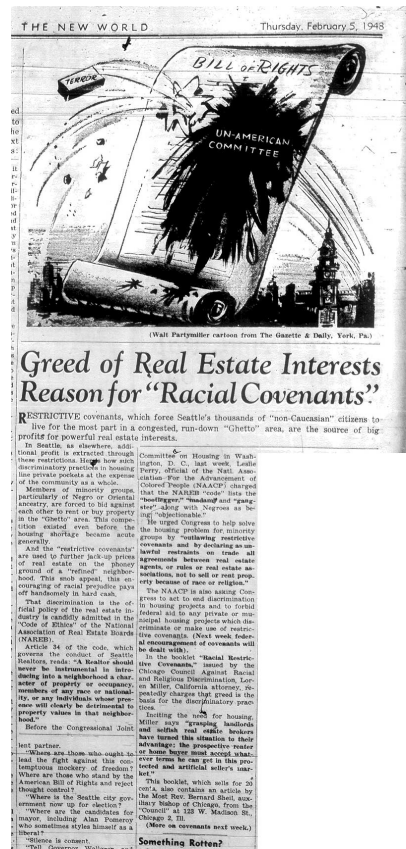 THE NEW WORLD
Thursday, February 5, 1948
TERROR
BILL OF RIGHTS
UN-AMERICAN
COMMITTEE
(Walt Partymiller cartoon from The Gazette & Daily, York, Pa.)
Greed of Real Estate Interests
Reason for "Racial Covenants"
RESTRICTIVE covenants, which force Seattle's thousands of "non-Caucasian" citizens to
live for the most part in a congested, run-down "Ghetto" area, are the source of big
profits for powerful real estate interests.
In Seattle, as elsewhere, addi-
tional profit is extracted through
these restrictions. Here's how such
discriminatory practices in housing
line private pockets at the expense
of the community as a whole.
Members of minority groups,
particularly of Negro or Oriental
ancestry, are forced to bid against
each other to rent or buy property
in the "Ghetto" area. This compe-
tition existed even before the
housing shortage became acute
generally.
And the "restrictive covenants"
are used to further jack-up prices
of real estate on the phoney
ground of a "refined" neighbor-
hood. This snob appeal, this en-
couraging of racial prejudice pays
off handsomely in hard cash.
That discrimination is the of-
ficial policy of the real estate in-
dustry is candidly admitted in the
"Code of Ethics" of the National
Association of Real Estate Boards
(NAREB).
Article 34 of the code, which
governs the conduct of Seattle
Realtors, reads: "A Realtor should
never be instrumental in intro-
ducing into a neighborhood a char-
acter of property or occupancy,
members of any race or national-
ity, or any individuals whose pres-
ence will clearly be detrimental to
property values in that neighbor-
hood."
Before the Congressional Joint
Committee on Housing in Wash-
ington, D. C., last week, Leslie
Perry, official of the Natl. Associ-
ation For the Advancement of
Colored People (NAACP) charged
that the NAREB "code" lists the
"bootlegger," "madam" and "gang-
ster" along with Negroes as be-
ing "objectionable."
He urged Congress to help solve
the housing problem for minority
groups by "outlawing restrictive
covenants and by declaring as un-
lawful restraints on trade all
agreements between real estate
agents, or rules or real estate as-
sociations, not to sell or rent prop-
erty because of race or religion."
The NAACP is also asking Con-
gress to act to end discrimination
in housing projects and to forbid
federal aid to any private or mu-
nicipal housing projects which dis-
criminate or make use of restric-
tive covenants. (Next week feder-
al encouragement of covenants will
be dealt with).
In the booklet "Racial Restric-
tive Covenants," issued by the
Chicago Council Against Racial
and Religious Discrimination, Lor-
en Miller, California attorney, re-
peatedly charges that greed is the
basis for the discriminatory prac-
tices.
Inciting the need for housing,
Miller says "grasping landlords
and selfish real estate brokers
have turned this situation to their
advantage; the prospective renter
or home buyer must accept what-
ever terms he can get in this pro-
tected and artificial seller's mar-
ket."
This booklet, which sells for 20
cen's, also contains an article by
the Most Rev. Bernard Sheil, aux-
iliary bishop of Chicago, from the
"Council" at 123 W. Madison St.,
Chicago 2, Ill.
(More on covenants next week.)
lent partner.
"Where are those who ought to
lead the fight against this con-
temptuous mockery of freedom?
Where are those who stand by the
American Bill of Rights and reject
thought control?
"Where is the Seattle city gov-
ernment now up for election?
"Where are the candidates for
mayor, including Alan Pomeroy
who sometimes styles himself as a
liberal?
"Silence is consent.
Something Rotten?